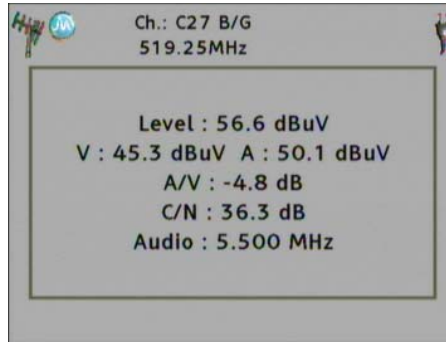 Ch.: C27 B/G
519.25MHz
Level : 56.6 dBuV
V : 45.3 dBuV A : 50.1 dBuV
A/V : -4.8 dB
C/N : 36.3 dB
Audio : 5.500 MHz